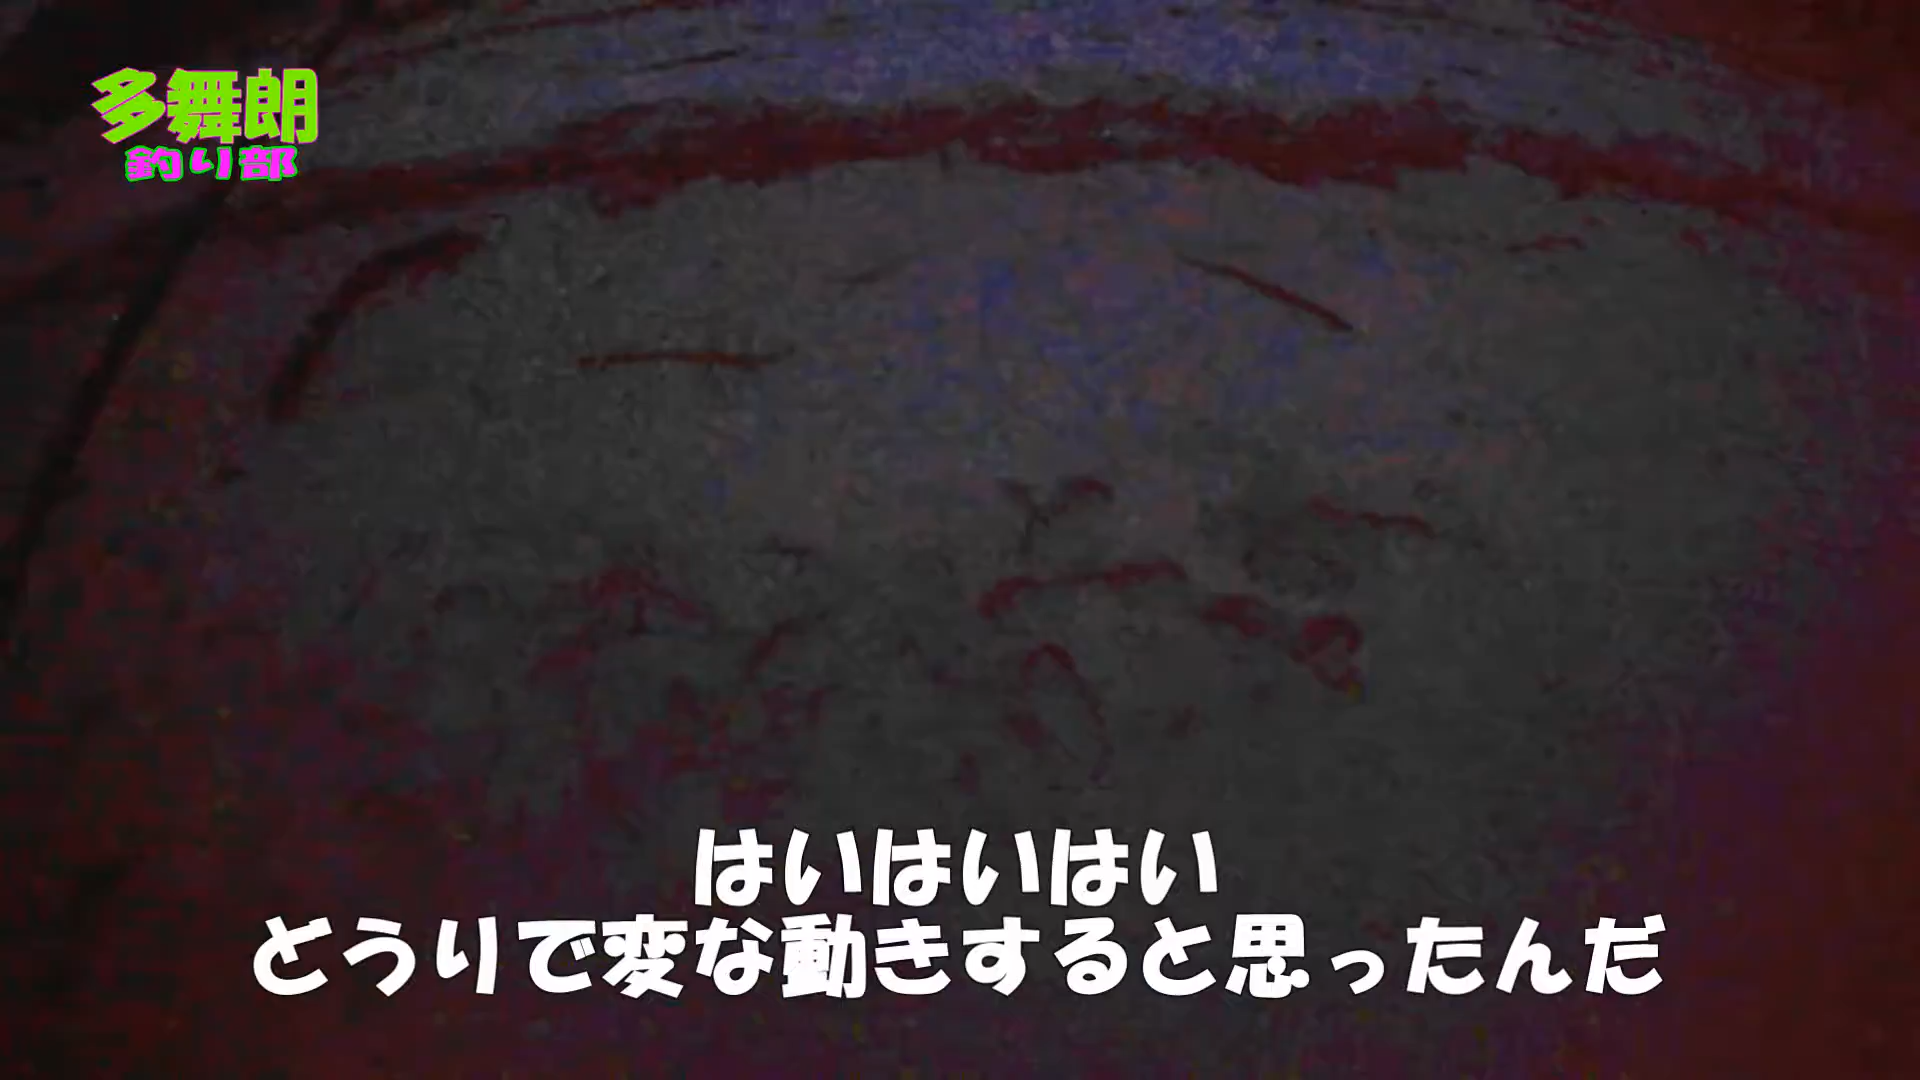 多舞朗
釣り部
はいはいはい
どうりで変な動きすると思ったんだ